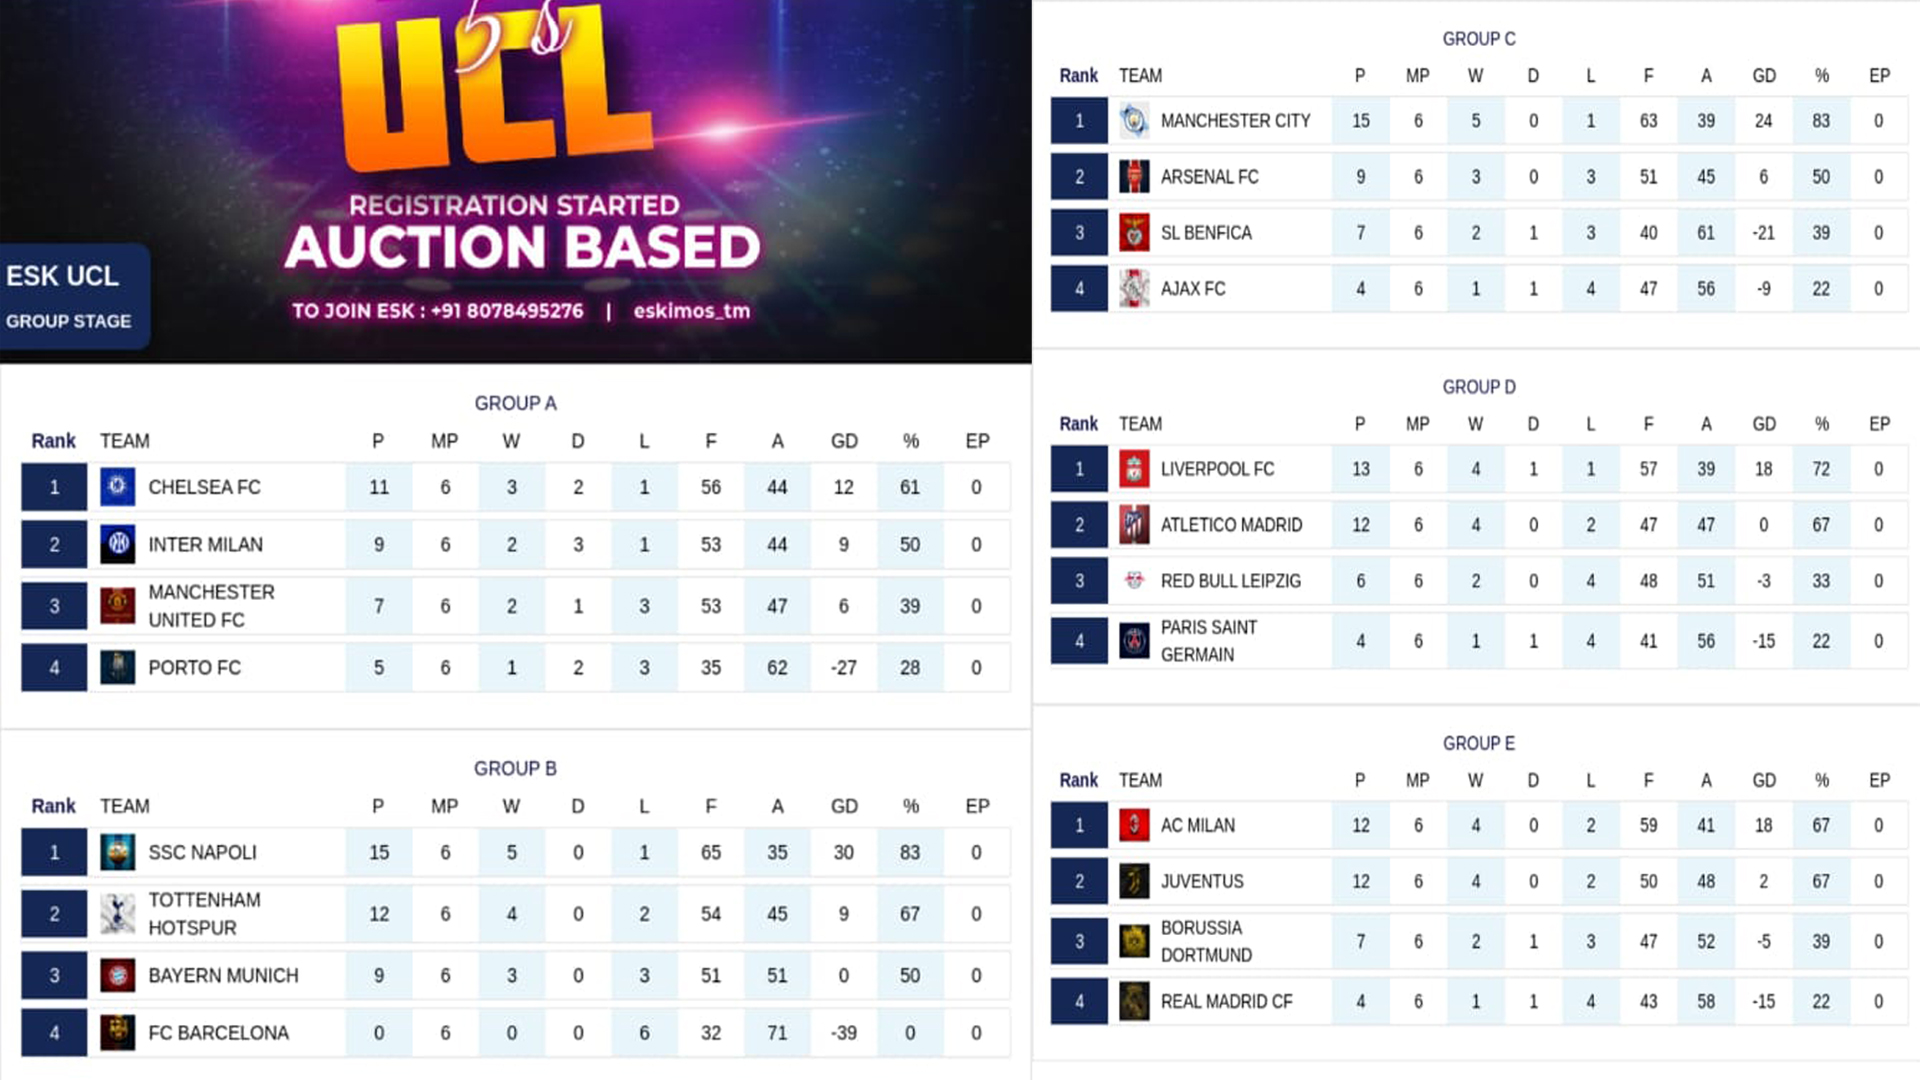 5's
UCL
REGISTRATION STARTED
AUCTION BASED
TO JOIN ESK : +91 8078495276 | eskimos_tm
ESK UCL
GROUP STAGE
GROUP A
Rank TEAM P MP W D L F A GD % EP
1 CHELSEA FC 11 6 3 2 1 56 44 12 61 0
2 INTER MILAN 9 6 2 3 1 53 44 9 50 0
3 MANCHESTER UNITED FC 7 6 2 1 3 53 47 6 39 0
4 PORTO FC 5 6 1 2 3 35 62 -27 28 0
GROUP B
Rank TEAM P MP W D L F A GD % EP
1 SSC NAPOLI 15 6 5 0 1 65 35 30 83 0
2 TOTTENHAM HOTSPUR 12 6 4 0 2 54 45 9 67 0
3 BAYERN MUNICH 9 6 3 0 3 51 51 0 50 0
4 FC BARCELONA 0 6 0 0 6 32 71 -39 0 0
GROUP C
Rank TEAM P MP W D L F A GD % EP
1 MANCHESTER CITY 15 6 5 0 1 63 39 24 83 0
2 ARSENAL FC 9 6 3 0 3 51 45 6 50 0
3 SL BENFICA 7 6 2 1 3 40 61 -21 39 0
4 AJAX FC 4 6 1 1 4 47 56 -9 22 0
GROUP D
Rank TEAM P MP W D L F A GD % EP
1 LIVERPOOL FC 13 6 4 1 1 57 39 18 72 0
2 ATLETICO MADRID 12 6 4 0 2 47 47 0 67 0
3 RED BULL LEIPZIG 6 6 2 0 4 48 51 -3 33 0
4 PARIS SAINT GERMAIN 4 6 1 1 4 41 56 -15 22 0
GROUP E
Rank TEAM P MP W D L F A GD % EP
1 AC MILAN 12 6 4 0 2 59 41 18 67 0
2 JUVENTUS 12 6 4 0 2 50 48 2 67 0
3 BORUSSIA DORTMUND 7 6 2 1 3 47 52 -5 39 0
4 REAL MADRID CF 4 6 1 1 4 43 58 -15 22 0